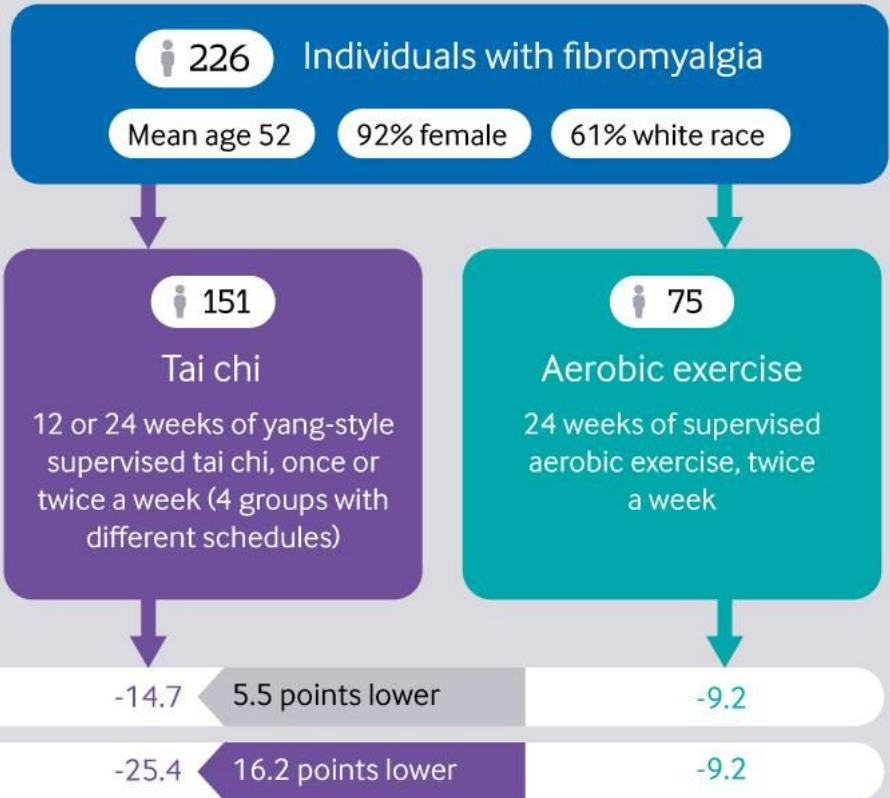 226 Individuals with fibromyalgia
Mean age 52 92% female 61% white race
151
Tai chi
12 or 24 weeks of yang-style
supervised tai chi, once or
twice a week (4 groups with
different schedules)
75
Aerobic exercise
24 weeks of supervised
aerobic exercise, twice
a week
-14.7 5.5 points lower -9.2
-25.4 16.2 points lower -9.2